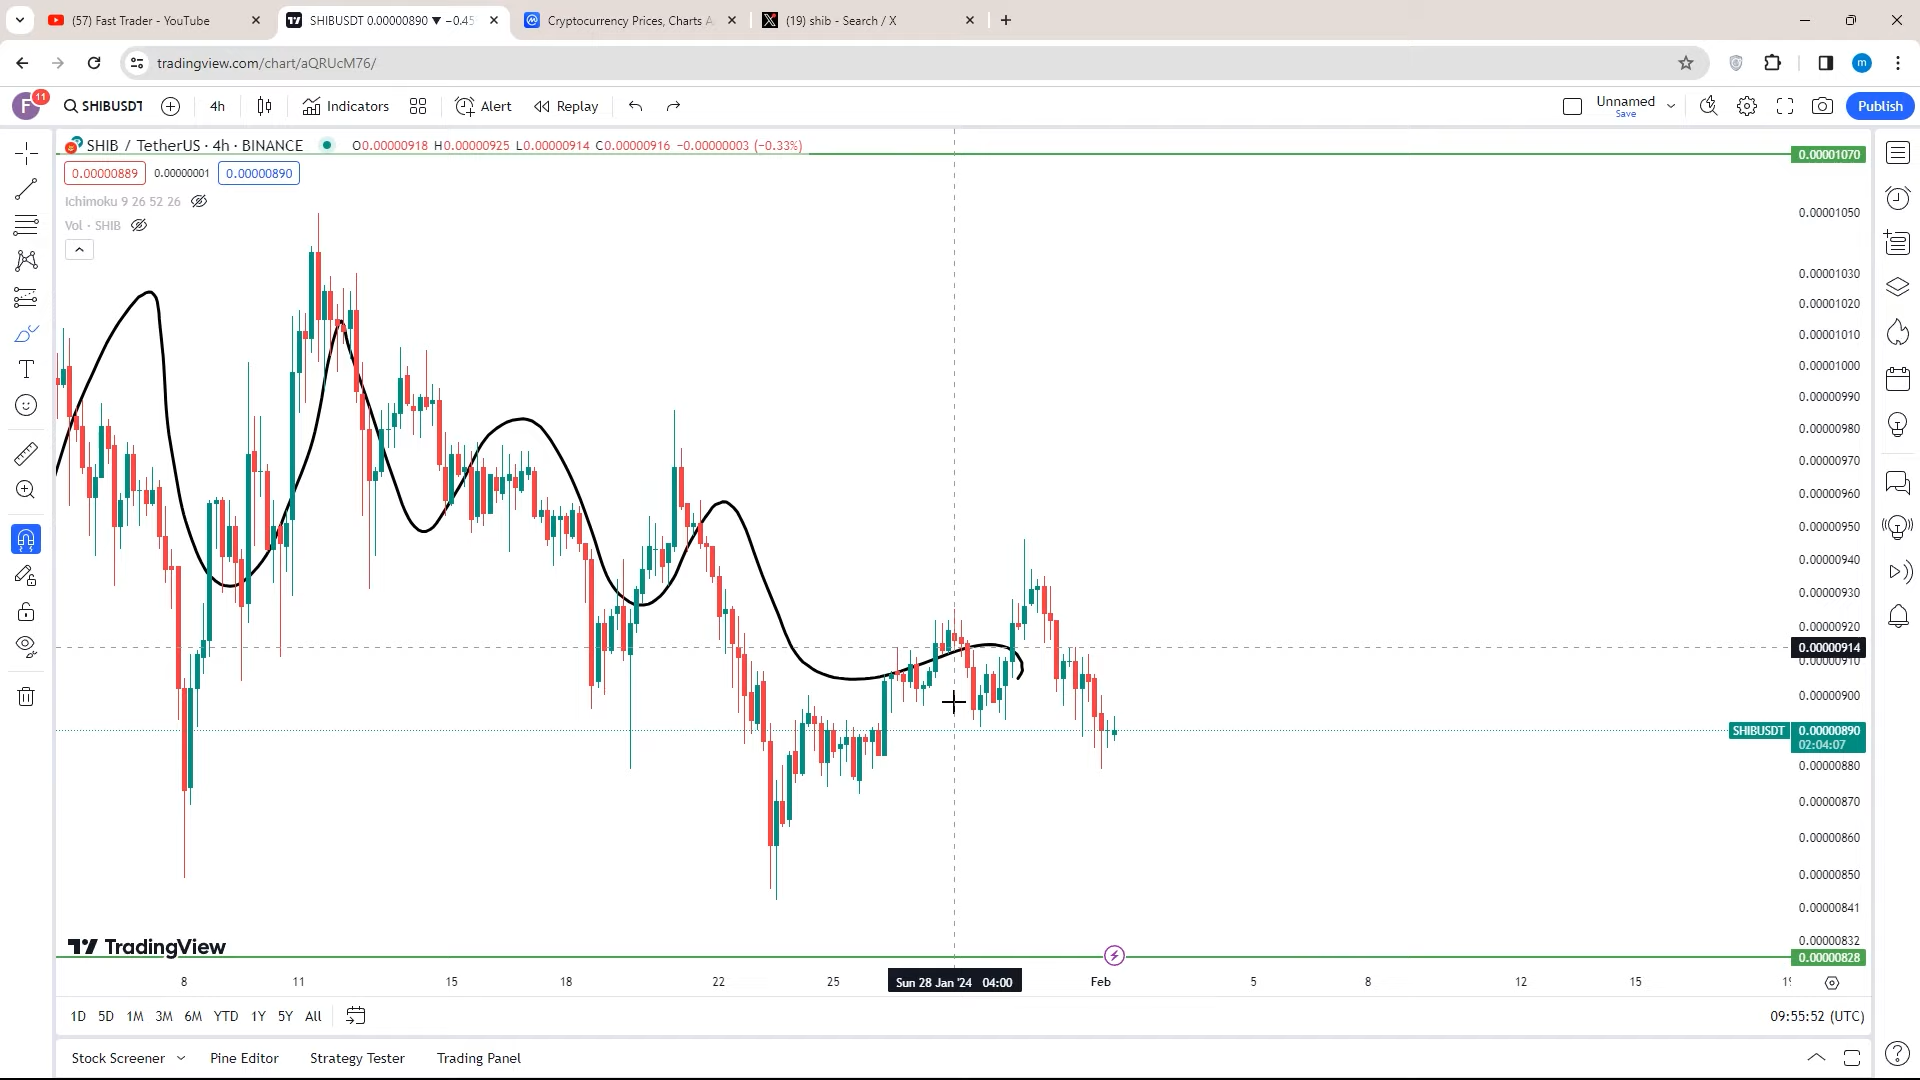 (57) Fast Trader - YouTube
SHIBUSDT 0.00000890 ▼ −0.45
Cryptocurrency Prices, Charts A
(19) shib - Search / X
tradingview.com/chart/aQRUcM76/
m
F
11
SHIBUSDT
4h
Indicators
Alert
Replay
Unnamed
Save
Publish
SHIB / TetherUS · 4h · BINANCE
O0.00000918 H0.00000925 L0.00000914 C0.00000916 −0.00000003 (−0.33%)
0.00000889
0.00000001
0.00000890
Ichimoku 9 26 52 26
Vol · SHIB
0.00001070
0.00001050
0.00001030
0.00001020
0.00001010
0.00001000
0.00000990
0.00000980
0.00000970
0.00000960
0.00000950
0.00000940
0.00000930
0.00000920
0.00000914
0.00000910
0.00000900
SHIBUSDT
0.00000890
02:04:07
0.00000880
0.00000870
0.00000860
0.00000850
0.00000841
0.00000832
0.00000828
TradingView
8
11
15
18
22
25
Sun 28 Jan '24 04:00
Feb
5
8
12
15
1D 5D 1M 3M 6M YTD 1Y 5Y All
09:55:52 (UTC)
Stock Screener
Pine Editor
Strategy Tester
Trading Panel